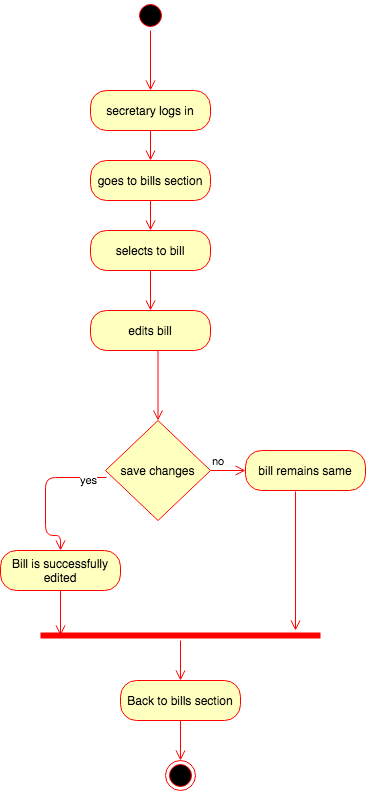 secretary logs in
goes to bills section
selects to bill
edits bill
save changes
no
bill remains same
yes
Bill is successfully
edited
Back to bills section